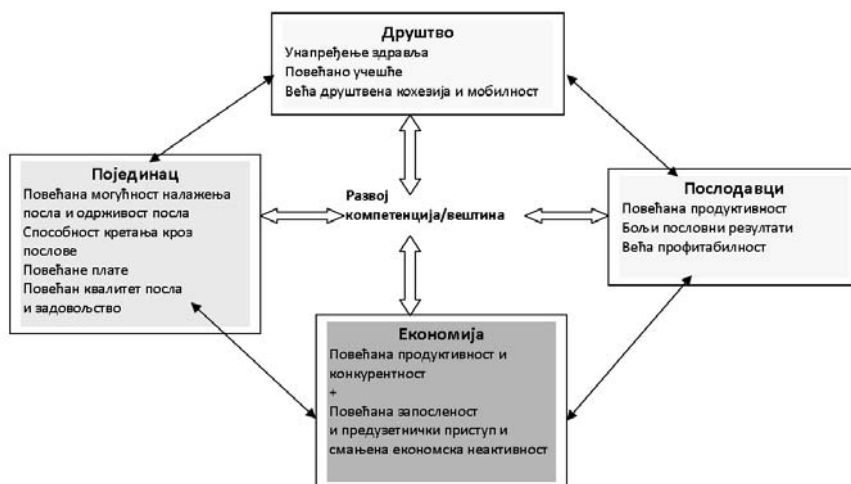 Друштво
Унапређење здравља
Повећано учешће
Већа друштвена кохезија и мобилност
Појединац
Повећана могућност налажења
посла и одрживост посла
Способност кретања кроз
послове
Повећане плате
Повећан квалитет посла
и задовољство
Развој
компетенција/вештина
Послодавци
Повећана продуктивност
Бољи пословни резултати
Већа профитабилност
Економија
Повећана продуктивност и
конкурентност
+
Повећана запосленост
и предузетнички приступ и
смањена економска неактивност